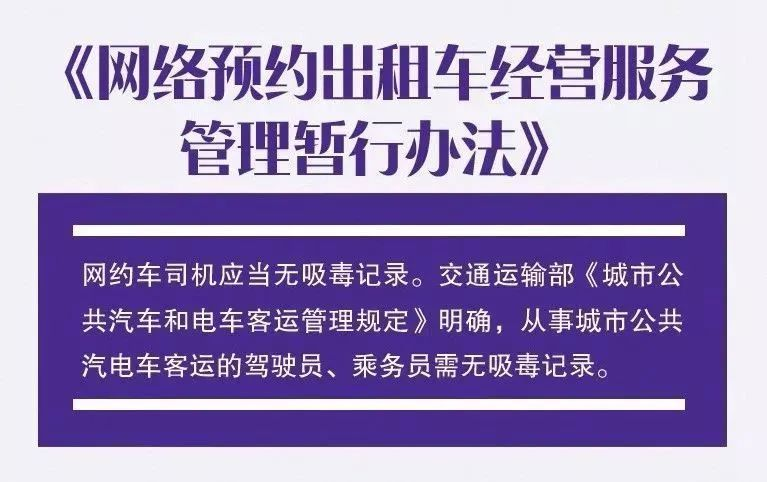 《网络预约出租车经营服务
管理暂行办法》
网约车司机应当无吸毒记录。交通运输部《城市公
共汽车和电车客运管理规定》明确，从事城市公共
汽电车客运的驾驶员、乘务员需无吸毒记录。